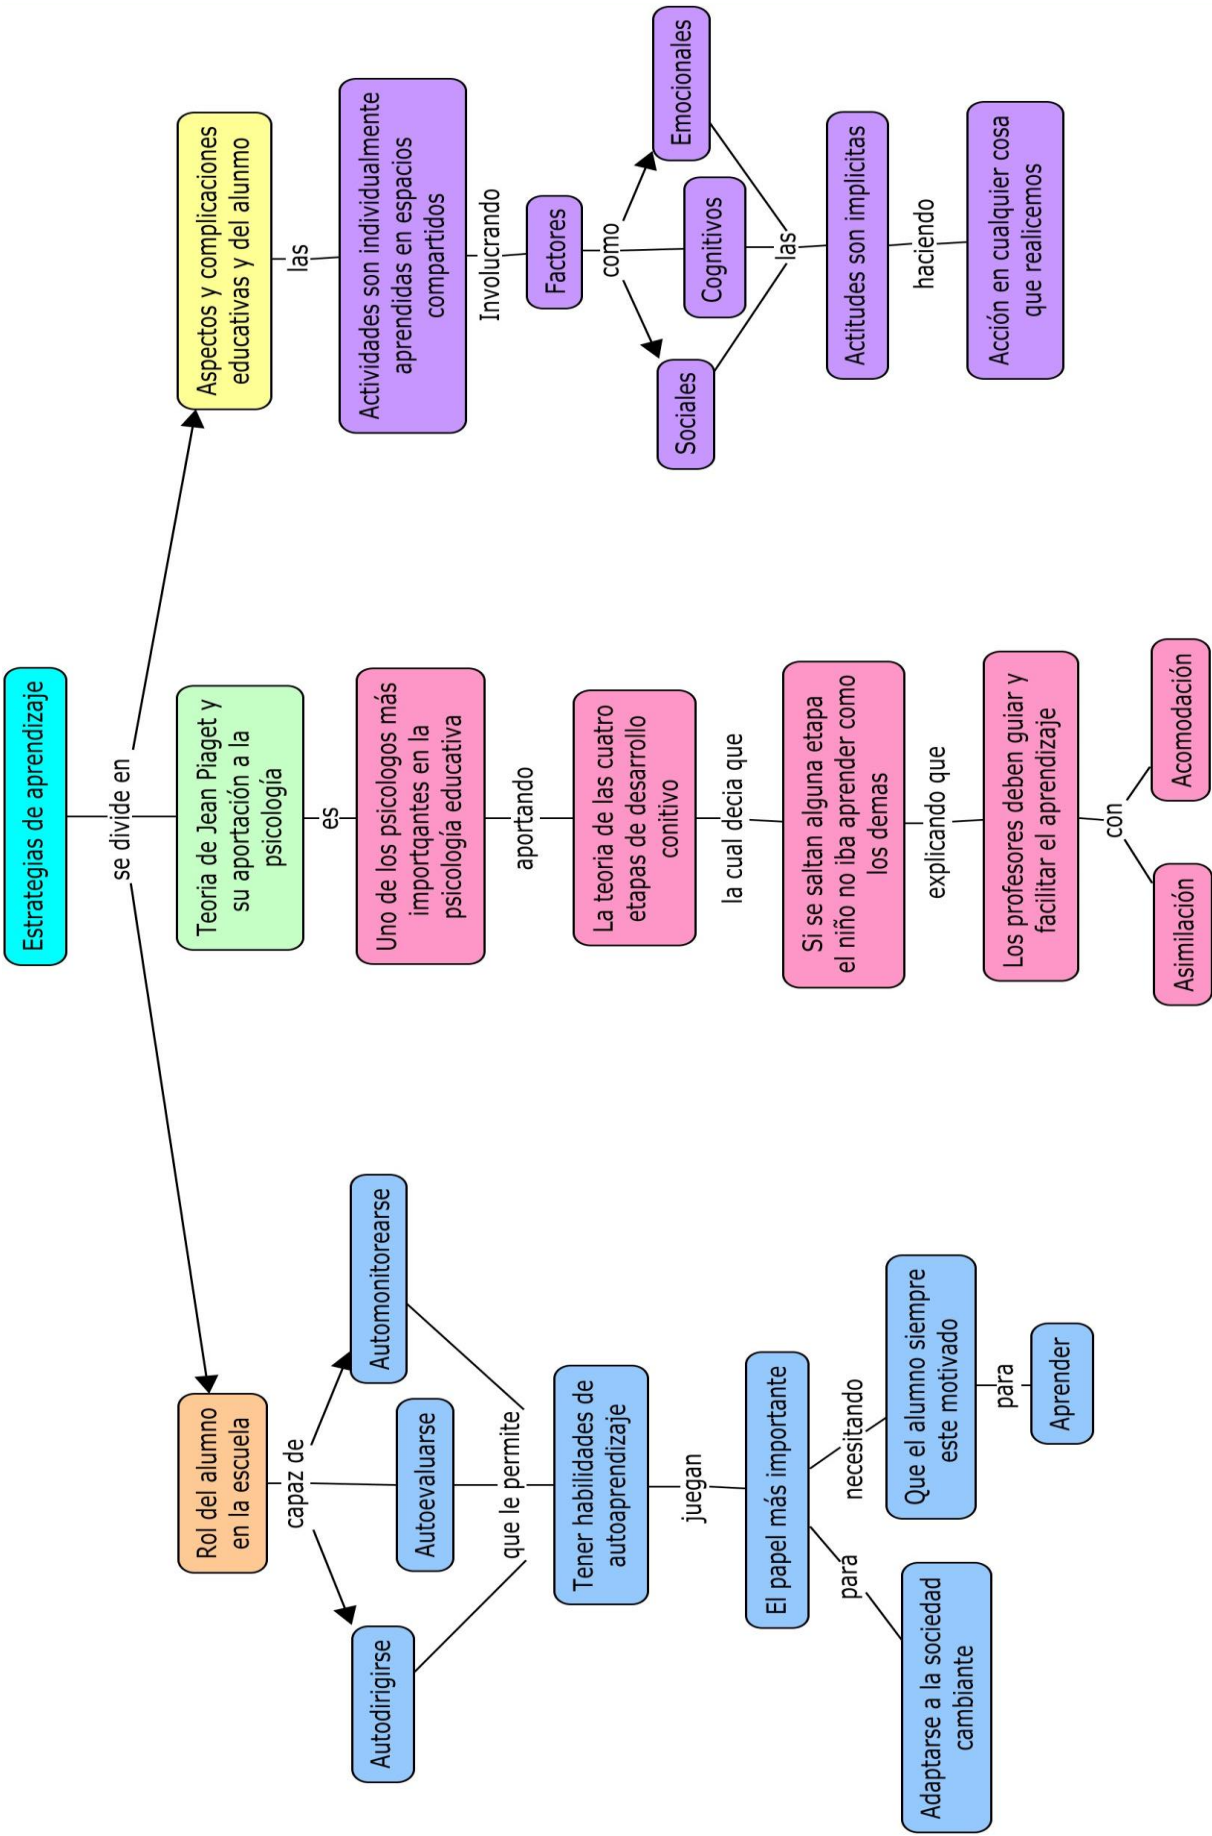 Estrategias de aprendizaje
se divide en
Rol del alumno
en la escuela
capaz de
Autodirigirse
Autoevaluarse
Automonitorearse
que le permite
Tener habilidades de
autoaprendizaje
juegan
El papel más importante
para
Adaptarse a la sociedad
cambiante
necesitando
Que el alumno siempre
este motivado
para
Aprender
Teoria de Jean Piaget y
su aportación a la
psicología
es
Uno de los psicologos más
importqantes en la
psicología educativa
aportando
La teoria de las cuatro
etapas de desarrollo
conitivo
la cual decia que
Si se saltan alguna etapa
el niño no iba aprender como
los demas
explicando que
Los profesores deben guiar y
facilitar el aprendizaje
con
Asimilación
Acomodación
Aspectos y complicaciones
educativas y del alunmo
las
Actividades son individualmente
aprendidas en espacios
compartidos
Involucrando
Factores
como
Sociales
Cognitivos
Emocionales
las
Actitudes son implicitas
haciendo
Acción en cualquier cosa
que realicemos